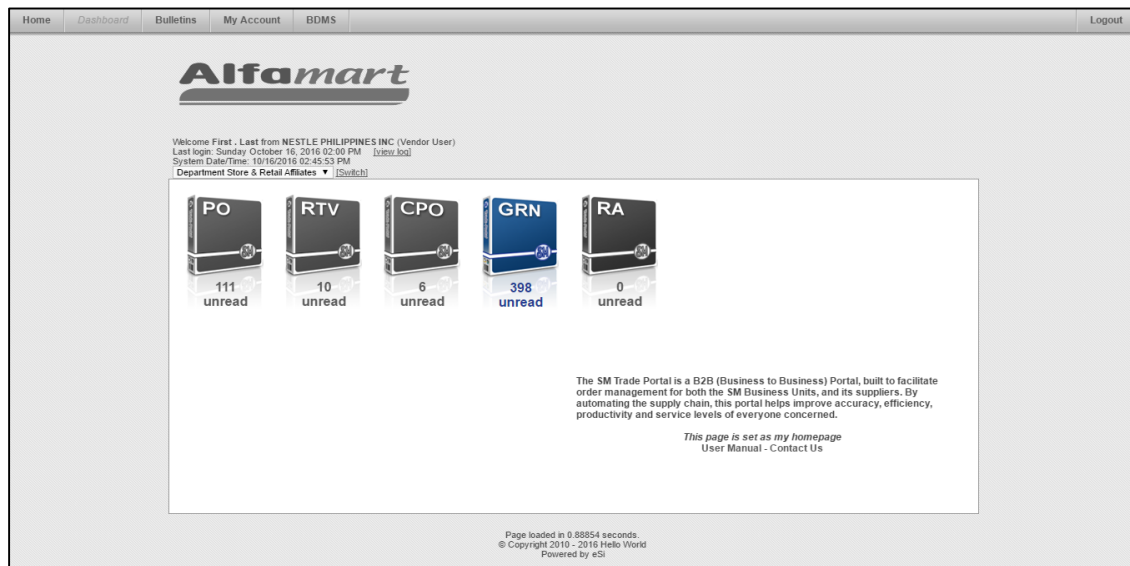 Home Dashboard Bulletins My Account BDMS Logout
Alfamart
Welcome First . Last from NESTLE PHILIPPINES INC (Vendor User)
Last login: Sunday October 16, 2016 02:00 PM [view log]
System Date/Time: 10/16/2016 02:45:53 PM
Department Store & Retail Affiliates ▼ [Switch]
PO RTV CPO GRN RA
111 10 6 398 0
unread unread unread unread unread
The SM Trade Portal is a B2B (Business to Business) Portal, built to facilitate
order management for both the SM Business Units, and its suppliers. By
automating the supply chain, this portal helps improve accuracy, efficiency,
productivity and service levels of everyone concerned.
This page is set as my homepage
User Manual - Contact Us
Page loaded in 0.88854 seconds.
© Copyright 2010 - 2016 Hello World
Powered by eSi